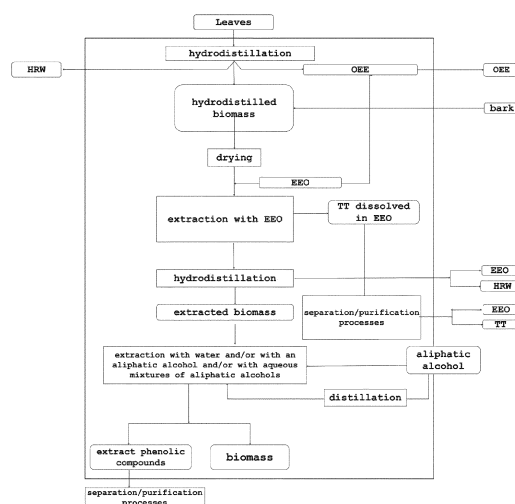 Leaves
hydrodistillation
HRW
OEE
OEE
hydrodistilled
biomass
bark
drying
EEO
extraction with EEO
TT dissolved
in EEO
hydrodistillation
EEO
HRW
extracted biomass
separation/purification
processes
EEO
TT
extraction with water and/or with an
aliphatic alcohol and/or with aqueous
mixtures of aliphatic alcohols
aliphatic
alcohol
distillation
extract phenolic
compounds
biomass
separation/purification
processes